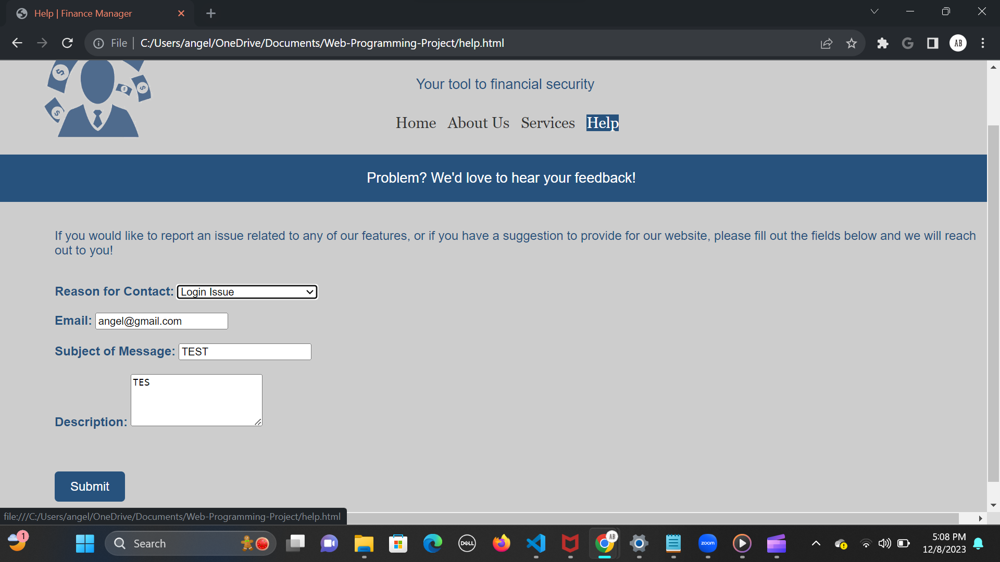 Help | Finance Manager
File
C:/Users/angel/OneDrive/Documents/Web-Programming-Project/help.html
AB
Your tool to financial security
Home About Us Services Help
Problem? We'd love to hear your feedback!
If you would like to report an issue related to any of our features, or if you have a suggestion to provide for our website, please fill out the fields below and we will reach
out to you!
Reason for Contact: Login Issue
Email: angel@gmail.com
Subject of Message: TEST
TES
Description:
Submit
file:///C:/Users/angel/OneDrive/Documents/Web-Programming-Project/help.html
1
Search
DELL
AB
zoom
5:08 PM
12/8/2023